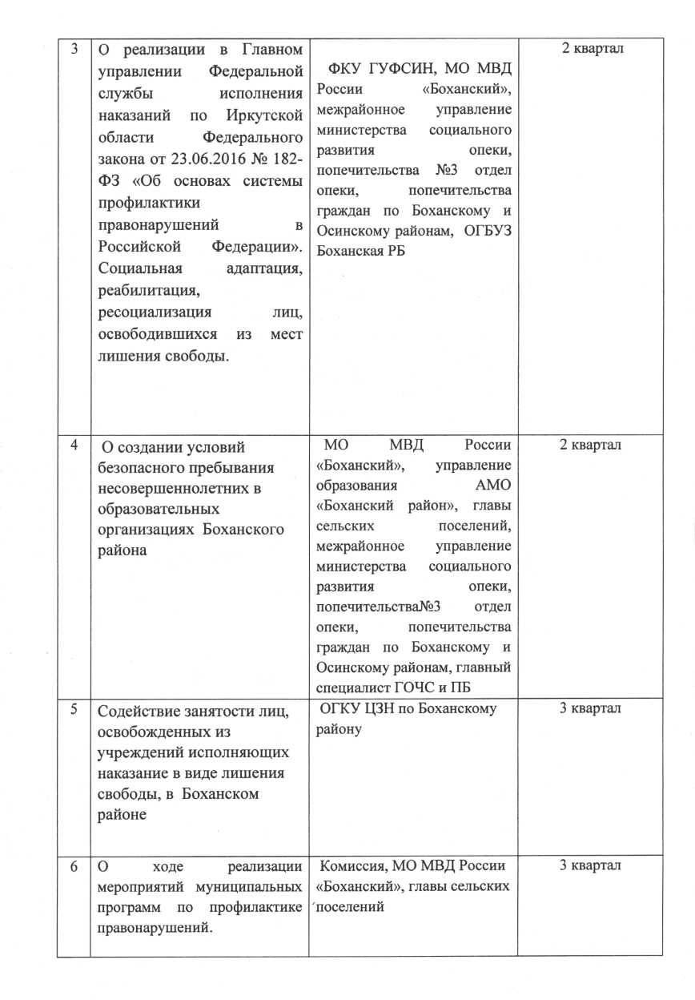 3
О реализации в Главном
управлении Федеральной
службы исполнения
наказаний по Иркутской
области Федерального
закона от 23.06.2016 № 182-
ФЗ «Об основах системы
профилактики
правонарушений в
Российской Федерации».
Социальная адаптация,
реабилитация,
ресоциализация лиц,
освободившихся из мест
лишения свободы.
ФКУ ГУФСИН, МО МВД
России «Боханский»,
межрайонное управление
министерства социального
развития опеки,
попечительства №3 отдел
опеки, попечительства
граждан по Боханскому и
Осинскому районам, ОГБУЗ
Боханская РБ
2 квартал
4
О создании условий
безопасного пребывания
несовершеннолетних в
образовательных
организациях Боханского
района
МО МВД России
«Боханский», управление
образования АМО
«Боханский район», главы
сельских поселений,
межрайонное управление
министерства социального
развития опеки,
попечительства№3 отдел
опеки, попечительства
граждан по Боханскому и
Осинскому районам, главный
специалист ГОЧС и ПБ
2 квартал
5
Содействие занятости лиц,
освобожденных из
учреждений исполняющих
наказание в виде лишения
свободы, в Боханском
районе
ОГКУ ЦЗН по Боханскому
району
3 квартал
6
О ходе реализации
мероприятий муниципальных
программ по профилактике
правонарушений.
Комиссия, МО МВД России
«Боханский», главы сельских
поселений
3 квартал